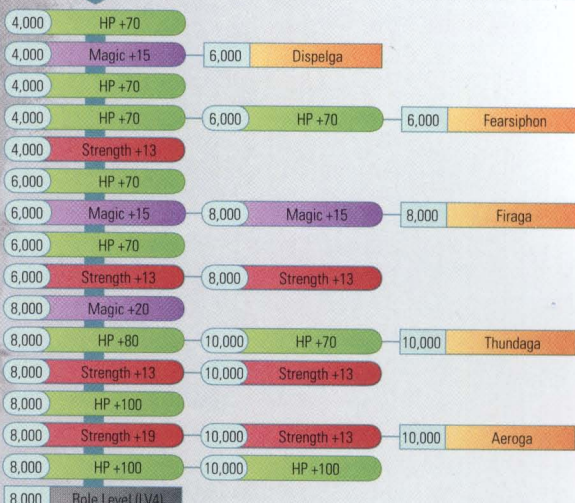 4,000 HP +70
4,000 Magic +15 6,000 Dispelga
4,000 HP +70
4,000 HP +70 6,000 HP +70 6,000 Fearsiphon
4,000 Strength +13
6,000 HP +70
6,000 Magic +15 8,000 Magic +15 8,000 Firaga
6,000 HP +70
6,000 Strength +13 8,000 Strength +13
8,000 Magic +20
8,000 HP +80 10,000 HP +70 10,000 Thundaga
8,000 Strength +13 10,000 Strength +13
8,000 HP +100
8,000 Strength +19 10,000 Strength +13 10,000 Aeroga
8,000 HP +100 10,000 HP +100
8,000 Role Level (LV4)